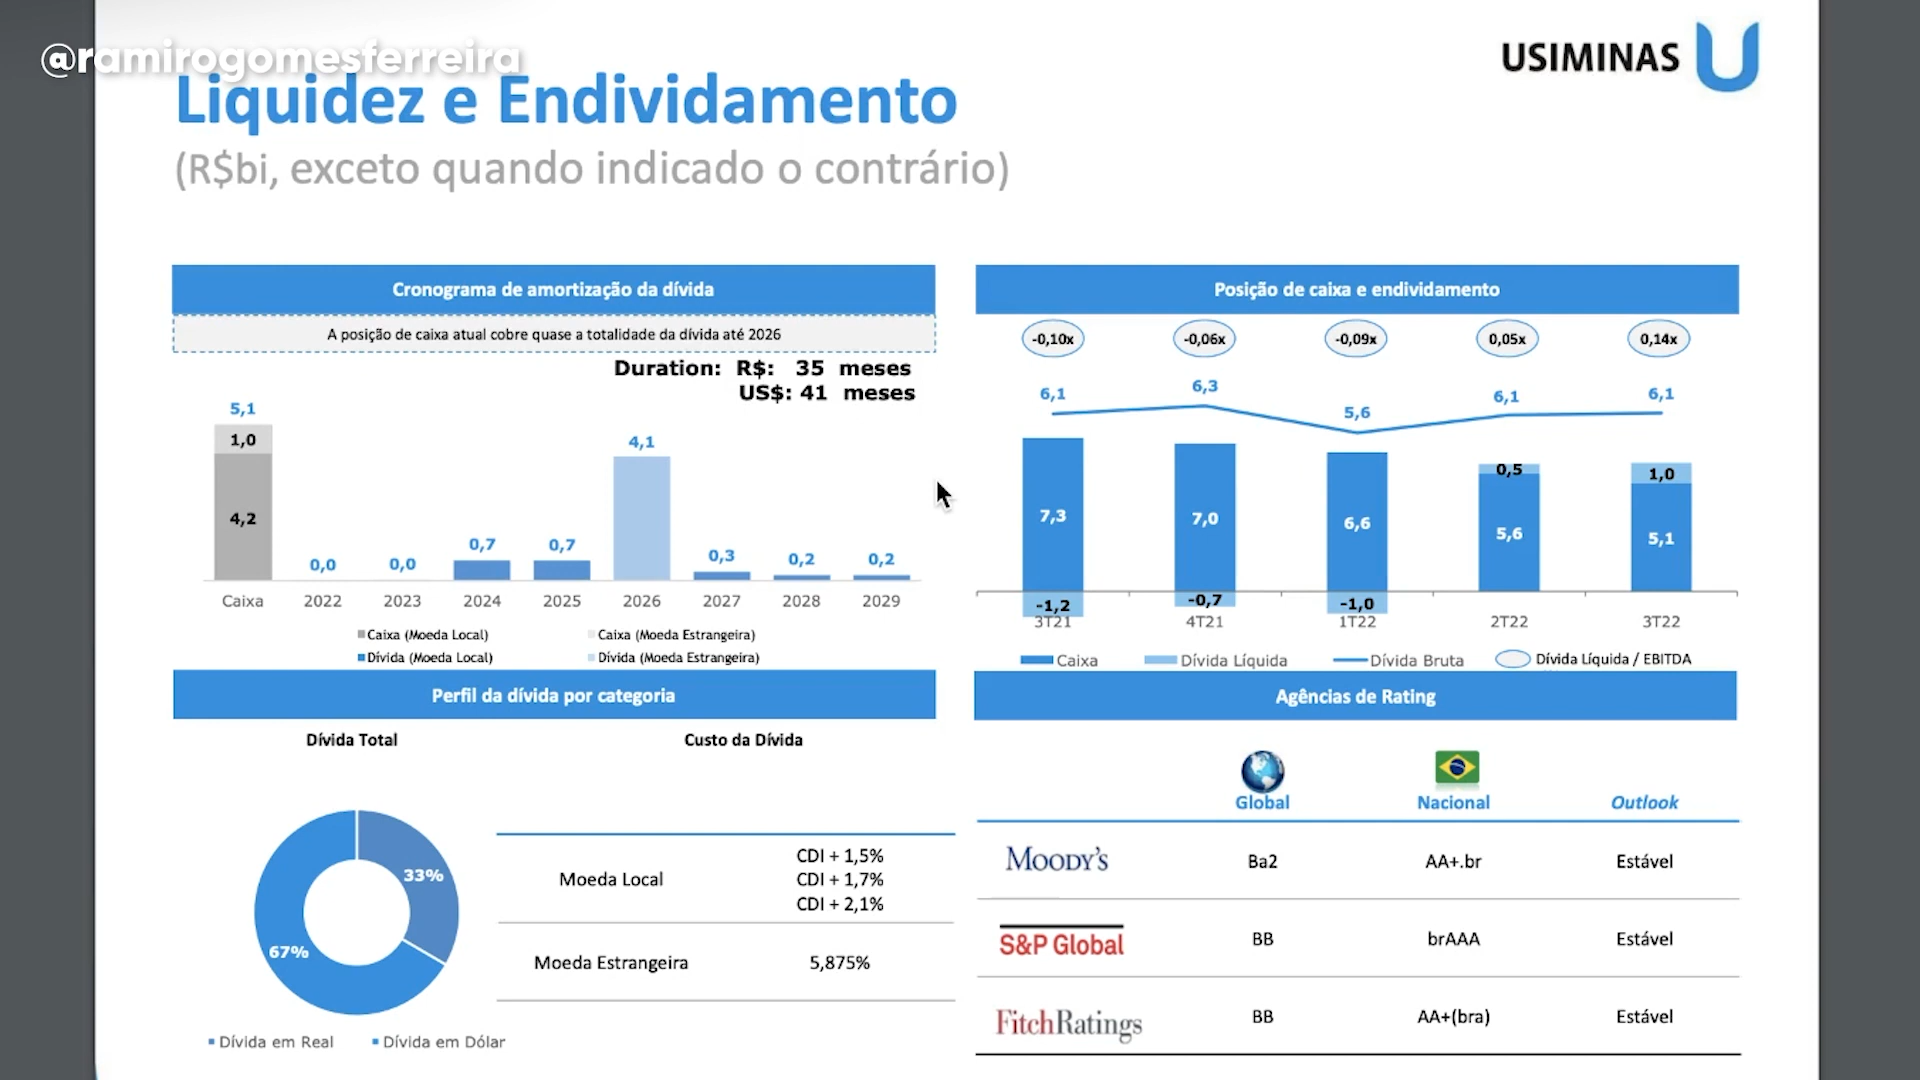 @ramirogomesferreira
USIMINAS
Liquidez e Endividamento
(R$bi, exceto quando indicado o contrário)
Cronograma de amortização da dívida
A posição de caixa atual cobre quase a totalidade da dívida até 2026
Duration: R$: 35 meses
US$: 41 meses
5,1
1,0
4,2
0,0
0,0
0,7
0,7
4,1
0,3
0,2
0,2
Caixa 2022 2023 2024 2025 2026 2027 2028 2029
Caixa (Moeda Local) Caixa (Moeda Estrangeira)
Dívida (Moeda Local) Dívida (Moeda Estrangeira)
Posição de caixa e endividamento
-0,10x -0,06x -0,09x 0,05x 0,14x
6,1 6,3 5,6 6,1 6,1
0,5 1,0
7,3 7,0 6,6 5,6 5,1
-1,2 -0,7 -1,0
3T21 4T21 1T22 2T22 3T22
Caixa Dívida Líquida Dívida Bruta Dívida Líquida / EBITDA
Perfil da dívida por categoria
Dívida Total Custo da Dívida
33%
67%
Dívida em Real Dívida em Dólar
Moeda Local
CDI + 1,5%
CDI + 1,7%
CDI + 2,1%
Moeda Estrangeira 5,875%
Agências de Rating
Global Nacional Outlook
MOODY'S Ba2 AA+.br Estável
S&P Global BB brAAA Estável
FitchRatings BB AA+(bra) Estável